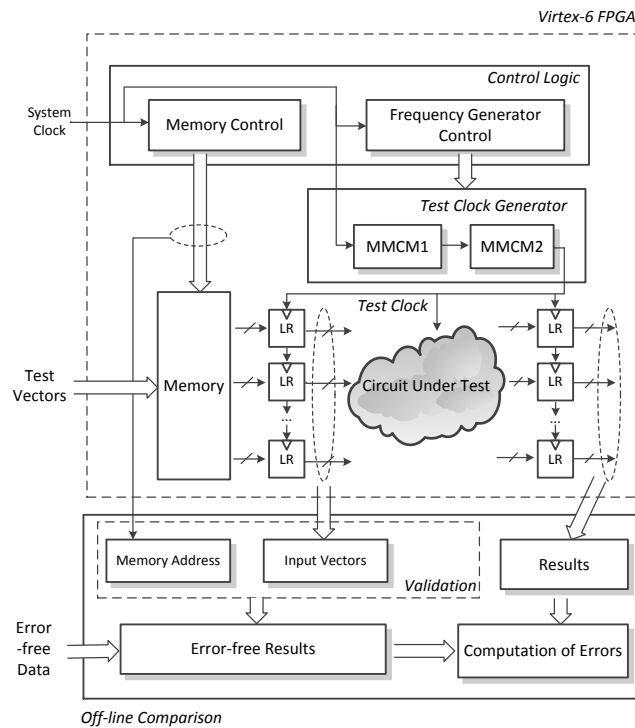 Virtex-6 FPGA
Control Logic
System
Clock
Memory Control
Frequency Generator
Control
Test Clock Generator
MMCM1
MMCM2
Test Clock
LR
LR
Test
Vectors
Memory
LR
Circuit Under Test
LR
...
...
LR
LR
Memory Address
Input Vectors
Validation
Results
Error
-free
Data
Error-free Results
Computation of Errors
Off-line Comparison